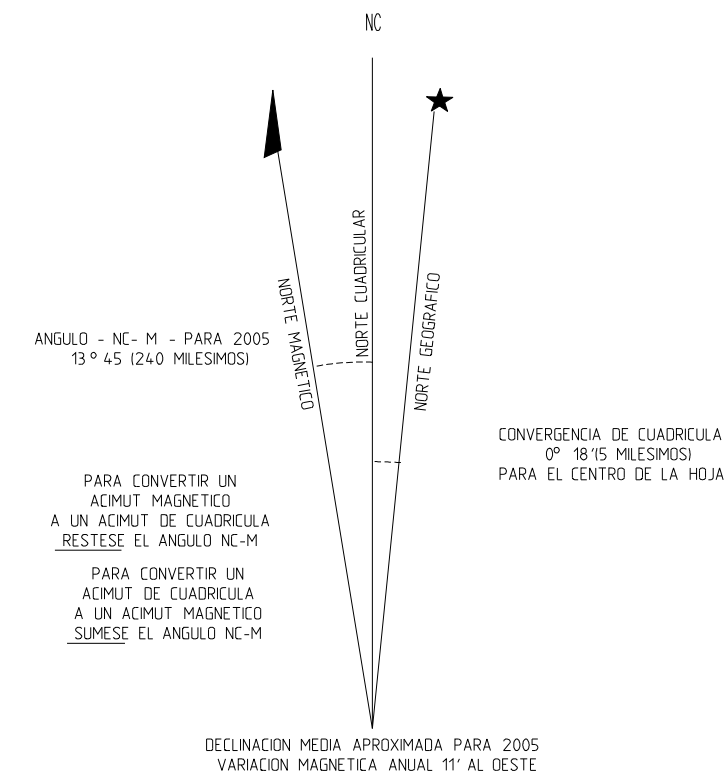 NC
NORTE MAGNETICO
NORTE CUADRICULAR
NORTE GEOGRAFICO
ANGULO - NC- M - PARA 2005
13° 45 (240 MILESIMOS)
CONVERGENCIA DE CUADRICULA
0° 18'(5 MILESIMOS)
PARA EL CENTRO DE LA HOJA
PARA CONVERTIR UN
ACIMUT MAGNETICO
A UN ACIMUT DE CUADRICULA
RESTESE EL ANGULO NC-M
PARA CONVERTIR UN
ACIMUT DE CUADRICULA
A UN ACIMUT MAGNETICO
SUMESE EL ANGULO NC-M
DECLINACION MEDIA APROXIMADA PARA 2005
VARIACION MAGNETICA ANUAL 11' AL OESTE